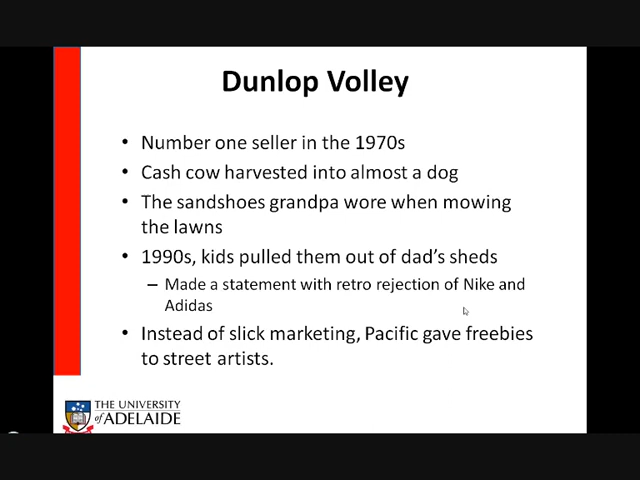 Dunlop Volley
• Number one seller in the 1970s
• Cash cow harvested into almost a dog
• The sandshoes grandpa wore when mowing
the lawns
• 1990s, kids pulled them out of dad's sheds
– Made a statement with retro rejection of Nike and
Adidas
• Instead of slick marketing, Pacific gave freebies
to street artists.
THE UNIVERSITY
of ADELAIDE